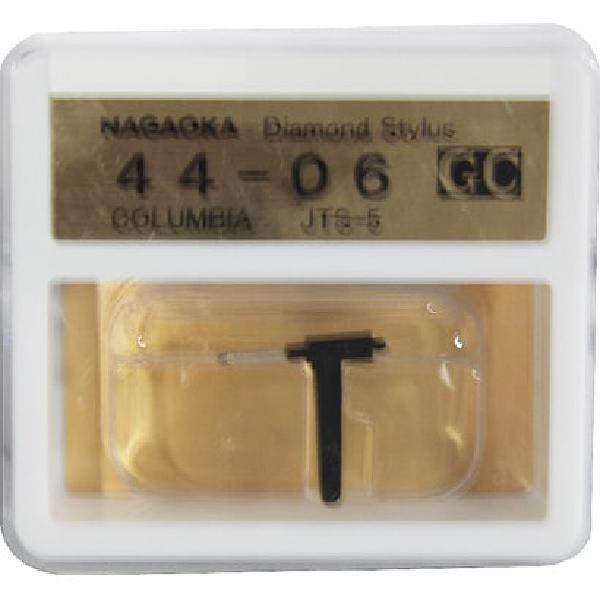 NAGAOKA Diamond Stylus
44-06 GC
COLUMBIA JTS-5